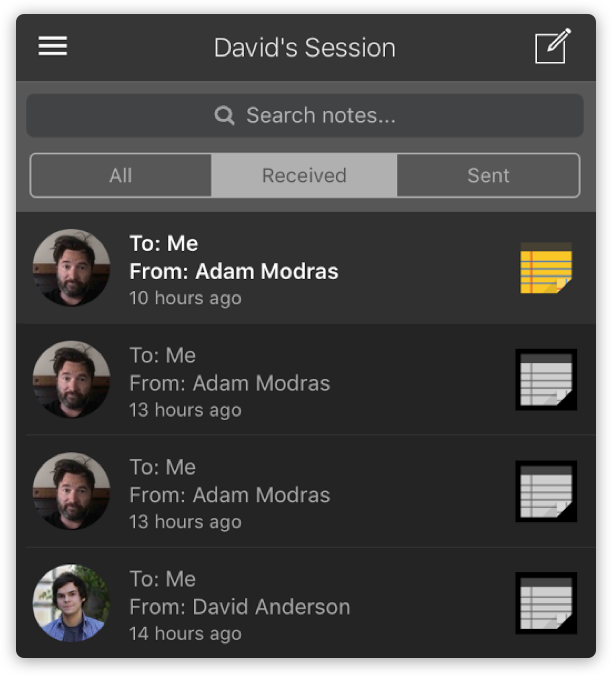 David's Session
Search notes...
All Received Sent
To: Me
From: Adam Modras
10 hours ago
To: Me
From: Adam Modras
13 hours ago
To: Me
From: Adam Modras
13 hours ago
To: Me
From: David Anderson
14 hours ago